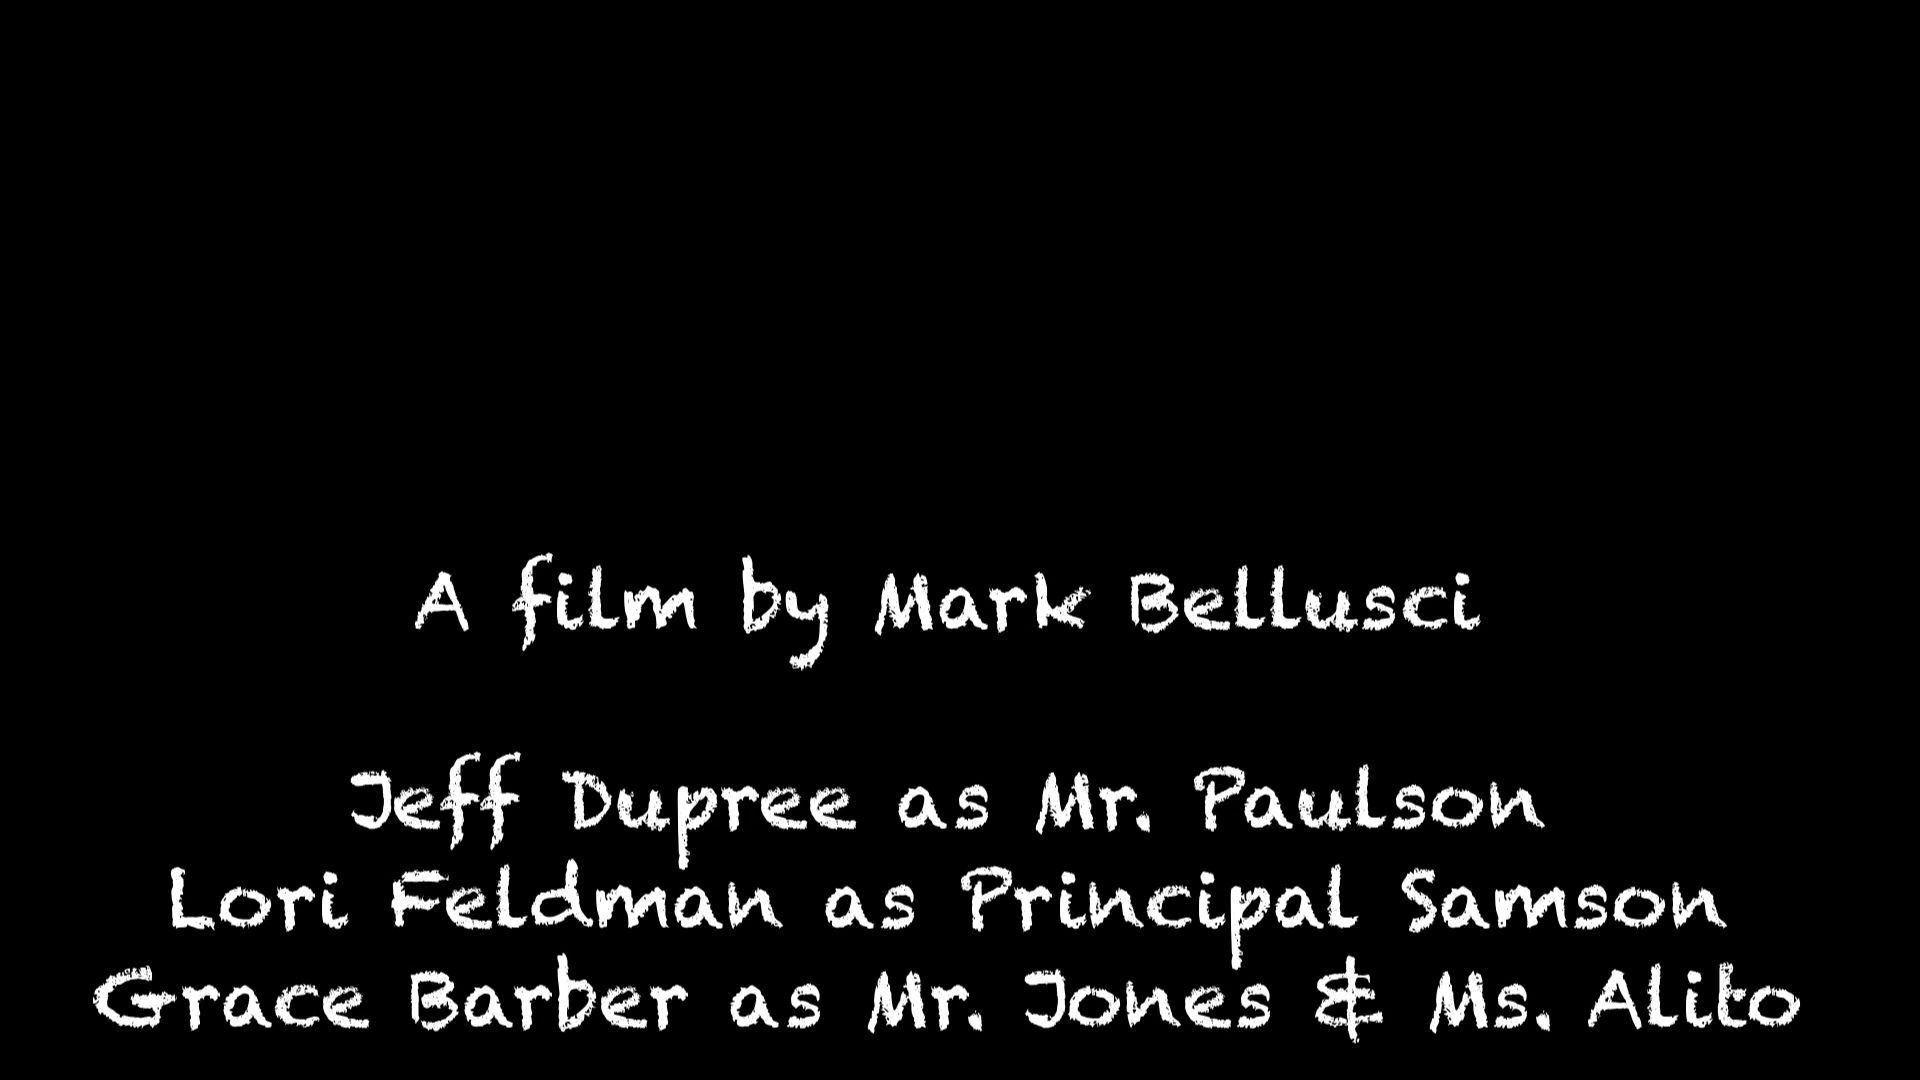 A film by Mark Bellusci
Jeff Dupree as Mr. Paulson
Lori Feldman as Principal Samson
Grace Barber as Mr. Jones & Ms. Alito